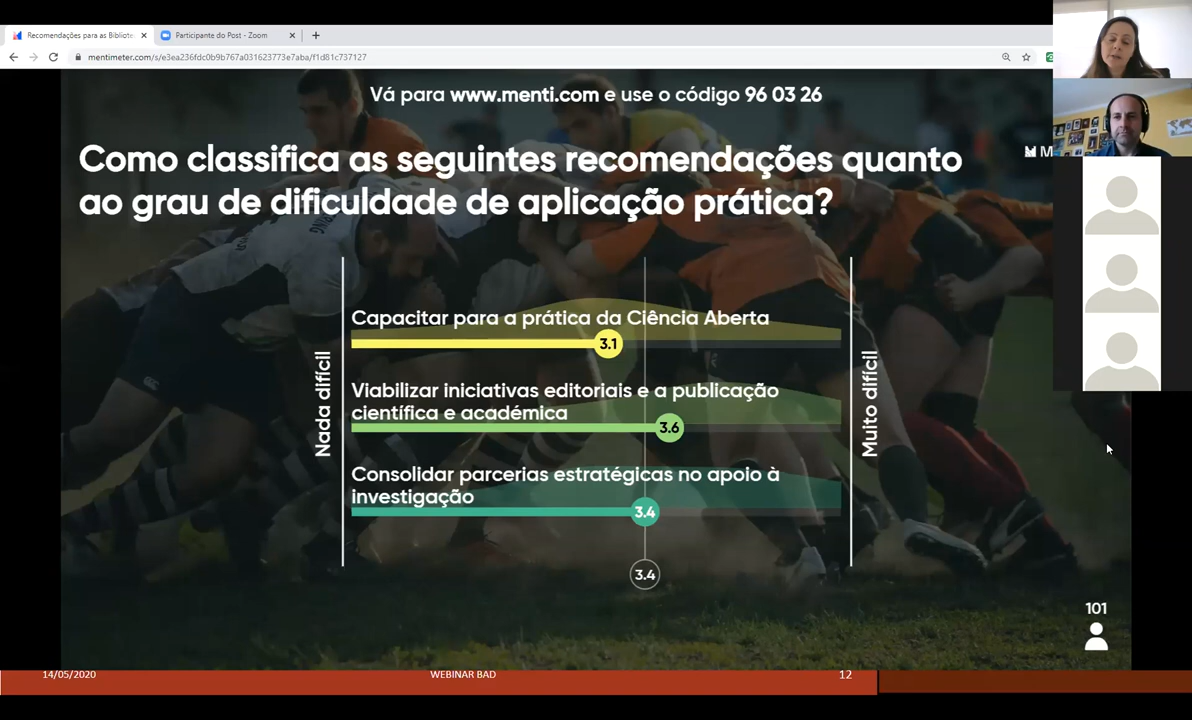 Recomendações para as Bibliote
Participante do Post - Zoom
mentimeter.com/s/e3ea236fdc0b9b767a031623773e7aba/f1d81c737127
Vá para www.menti.com e use o código 96 03 26
M
Como classifica as seguintes recomendações quanto
ao grau de dificuldade de aplicação prática?
Nada difícil
Capacitar para a prática da Ciência Aberta
3.1
Viabilizar iniciativas editoriais e a publicação
científica e académica
3.6
Consolidar parcerias estratégicas no apoio à
investigação
3.4
3.4
Muito difícil
101
14/05/2020
WEBINAR BAD
12